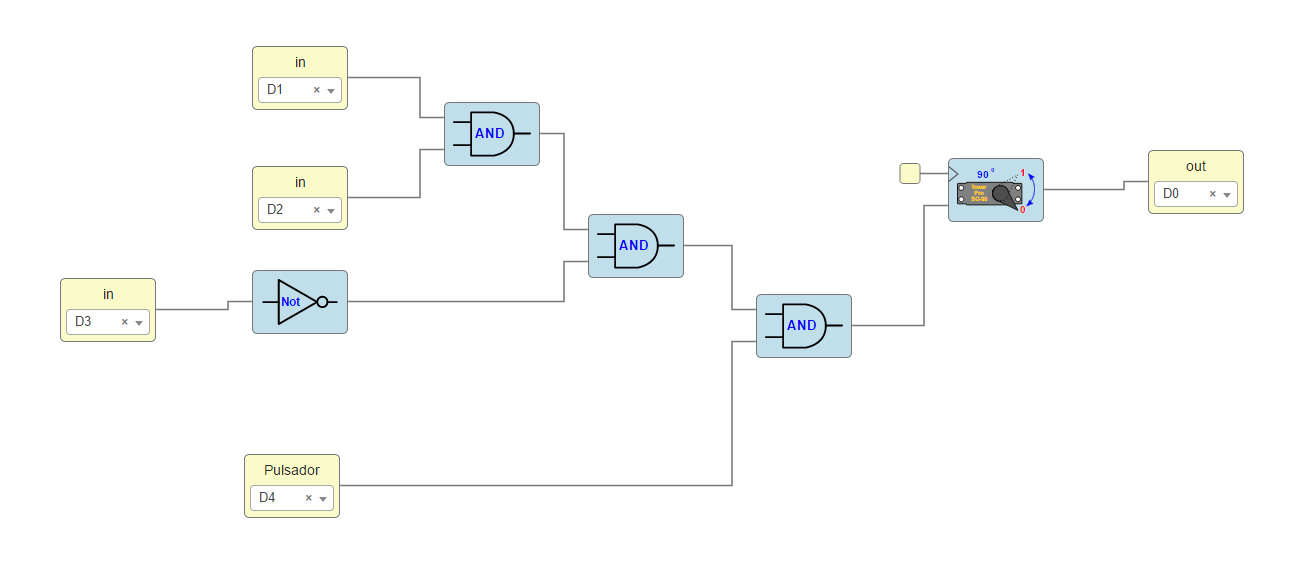 in
D1 ×
in
D2 ×
AND
in
D3 ×
Not
AND
Pulsador
D4 ×
AND
90 °
1
Tower
Pro
SG-90
0
out
D0 ×